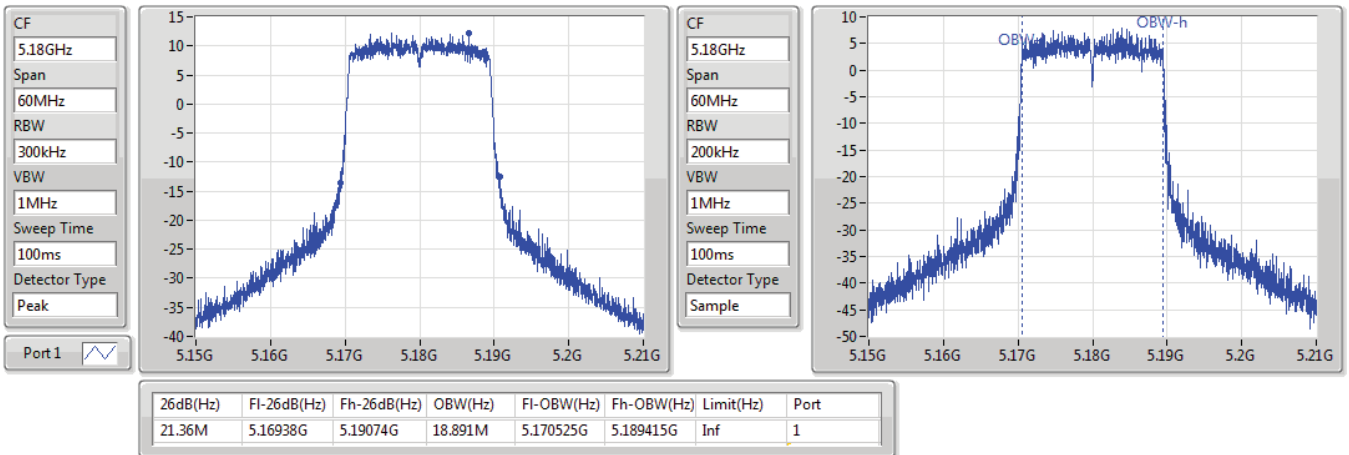 CF
5.18GHz
Span
60MHz
RBW
300kHz
VBW
1MHz
Sweep Time
100ms
Detector Type
Peak
Port 1
15
10
5
0
-5
-10
-15
-20
-25
-30
-35
-40
5.15G 5.16G 5.17G 5.18G 5.19G 5.2G 5.21G
CF
5.18GHz
Span
60MHz
RBW
200kHz
VBW
1MHz
Sweep Time
100ms
Detector Type
Sample
OBW-h
OBW
10
5
0
-5
-10
-15
-20
-25
-30
-35
-40
-45
-50
5.15G 5.16G 5.17G 5.18G 5.19G 5.2G 5.21G
26dB(Hz) Fl-26dB(Hz) Fh-26dB(Hz) OBW(Hz) Fl-OBW(Hz) Fh-OBW(Hz) Limit(Hz) Port
21.36M 5.16938G 5.19074G 18.891M 5.170525G 5.189415G Inf 1